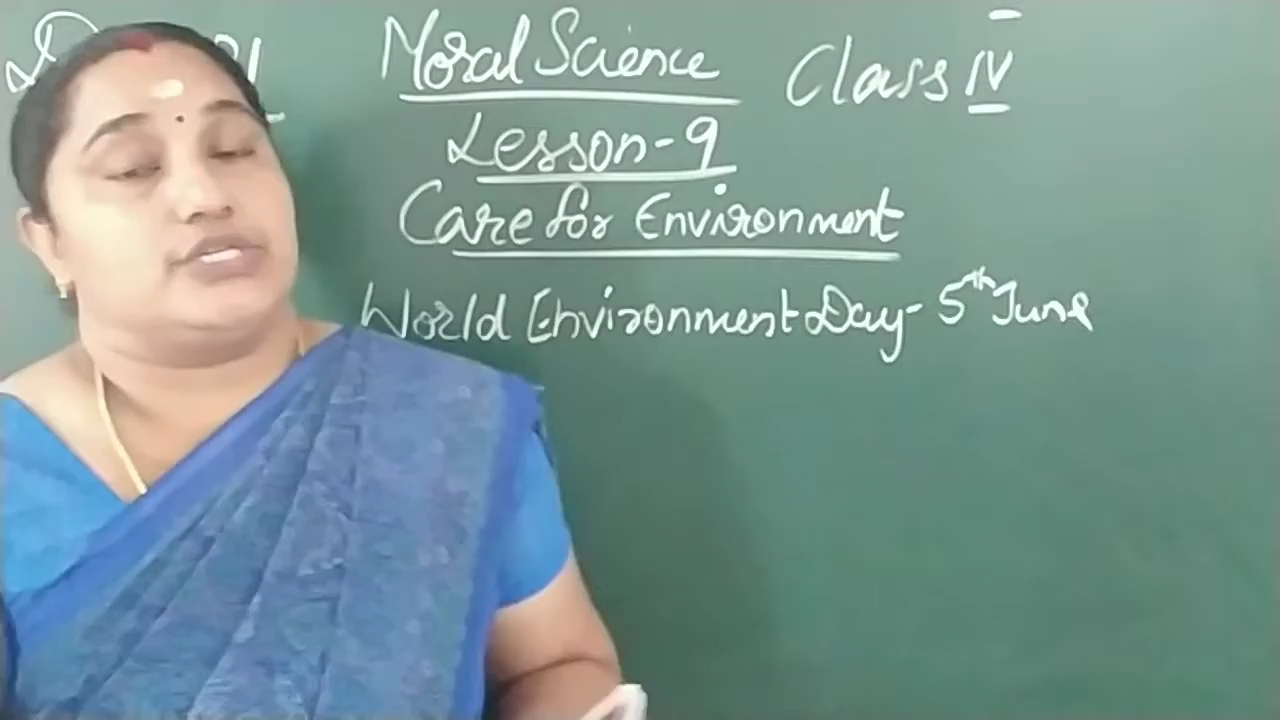 Moral Science Class IV
Lesson-9
Care for Environment
World Environment Day- 5th June